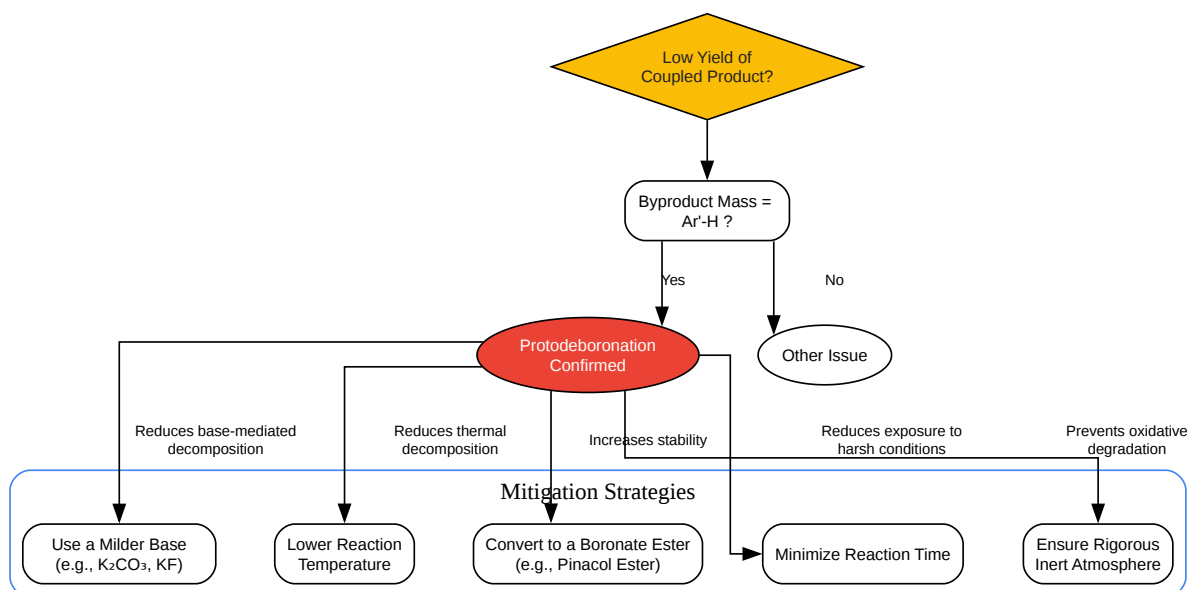 Low Yield of
Coupled Product?
Byproduct Mass =
Ar'-H ?
Yes
No
Protodeboronation
Confirmed
Other Issue
Reduces base-mediated
decomposition
Reduces thermal
decomposition
Increases stability
Reduces exposure to
harsh conditions
Prevents oxidative
degradation
Mitigation Strategies
Use a Milder Base
(e.g., K₂CO₃, KF)
Lower Reaction
Temperature
Convert to a Boronate Ester
(e.g., Pinacol Ester)
Minimize Reaction Time
Ensure Rigorous
Inert Atmosphere